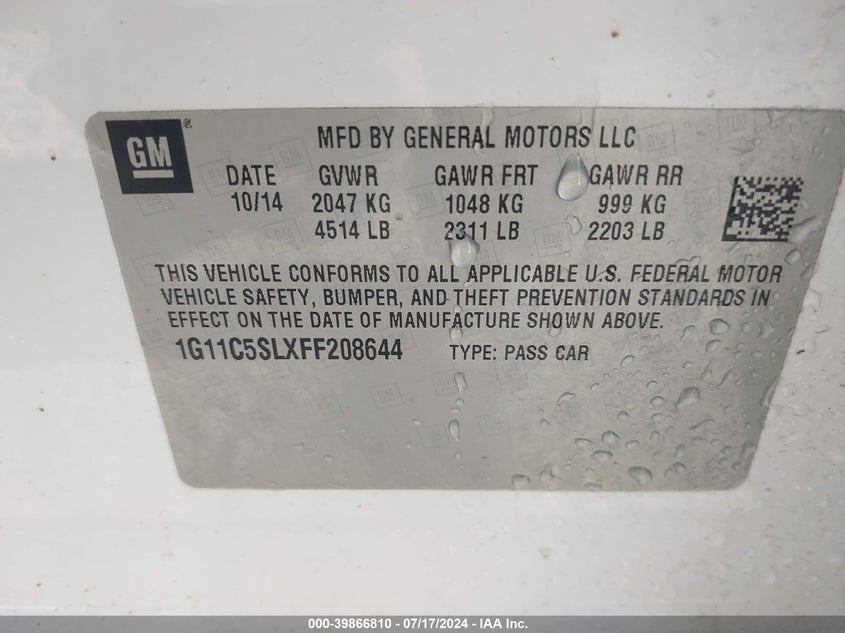 GM®
MFD BY GENERAL MOTORS LLC
DATE GVWR GAWR FRT GAWR RR
10/14 2047 KG 1048 KG 999 KG
4514 LB 2311 LB 2203 LB
THIS VEHICLE CONFORMS TO ALL APPLICABLE U.S. FEDERAL MOTOR
VEHICLE SAFETY, BUMPER, AND THEFT PREVENTION STANDARDS IN
EFFECT ON THE DATE OF MANUFACTURE SHOWN ABOVE.
1G11C5SLXFF208644 TYPE: PASS CAR
000-39866810 - 07/17/2024 - IAA Inc.